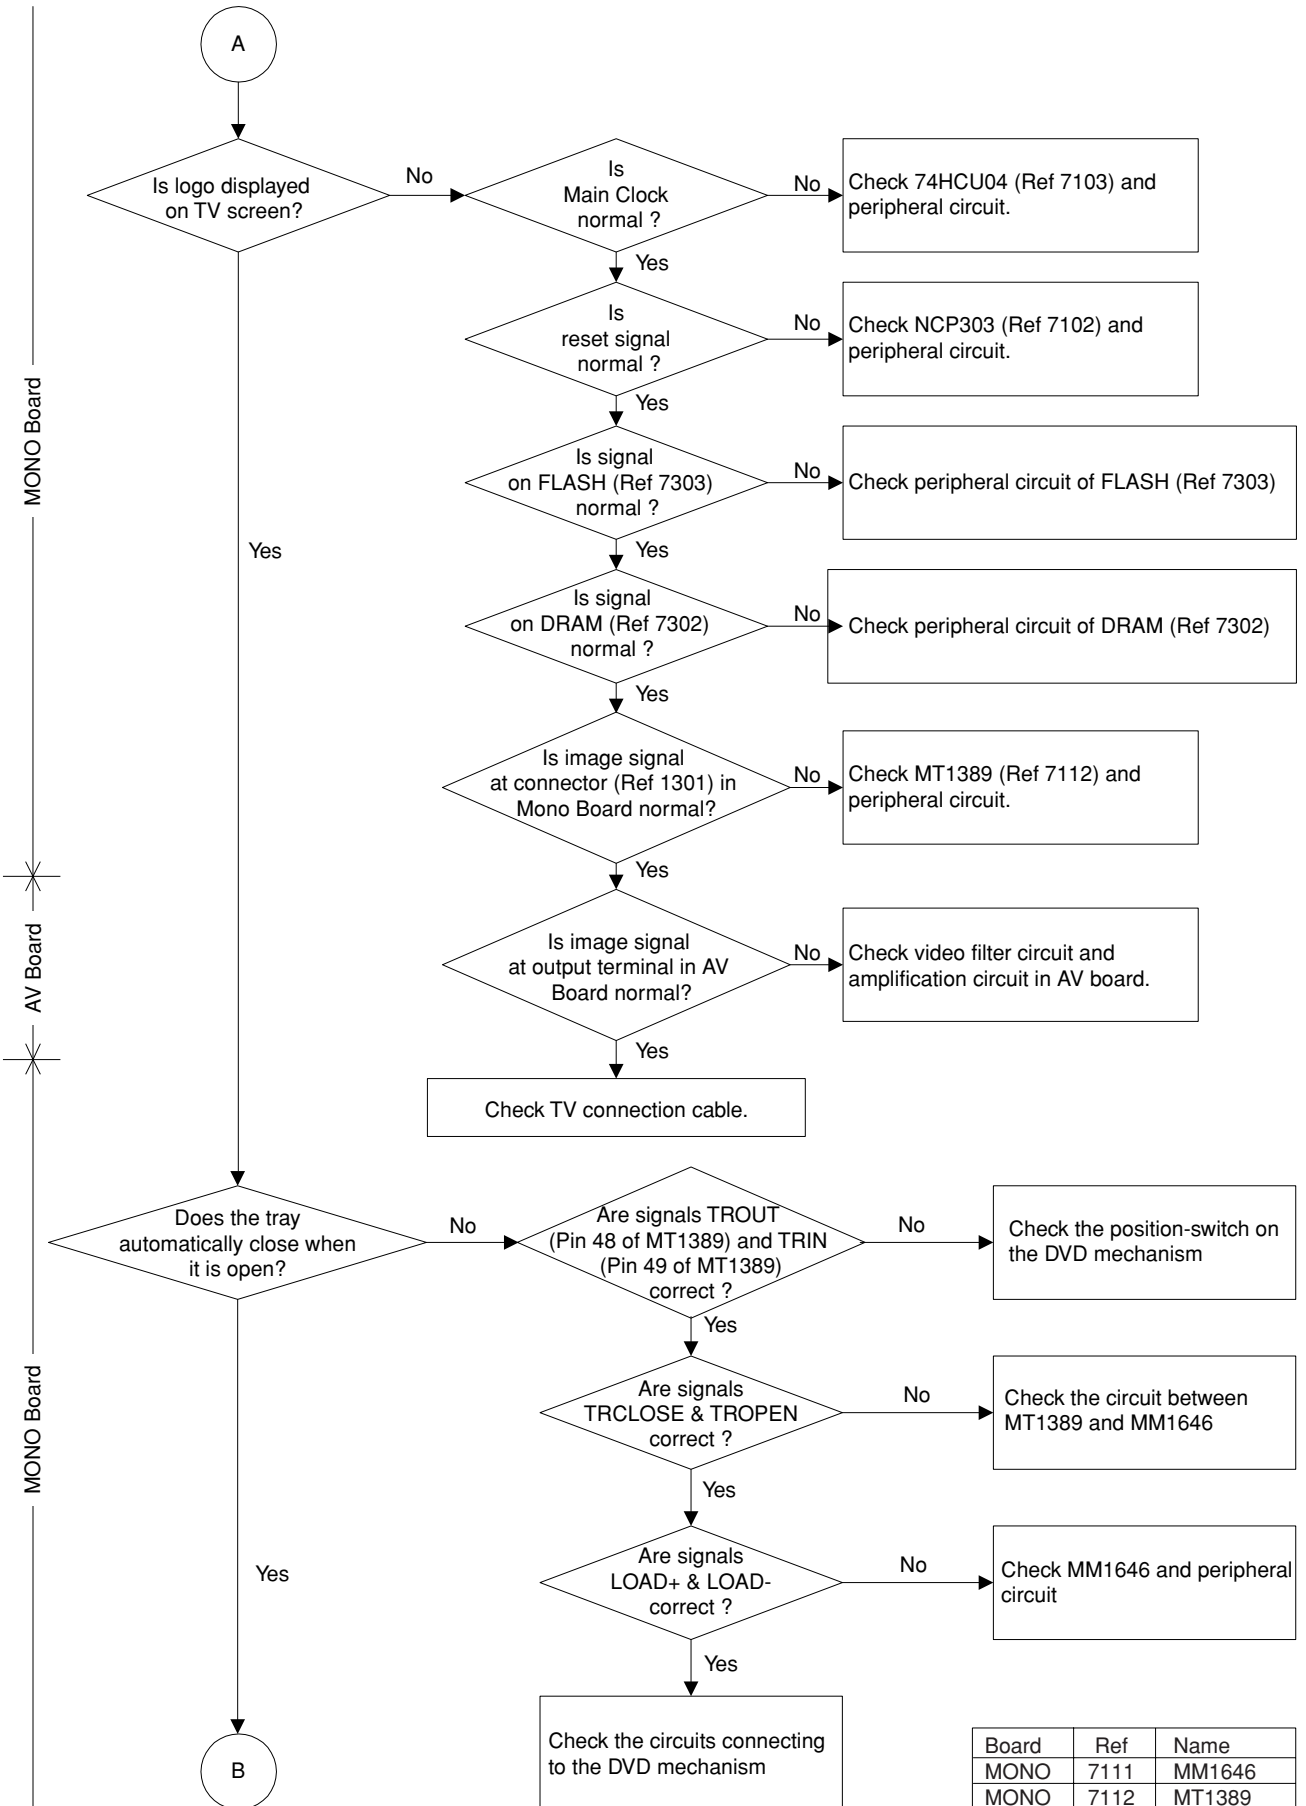 A
Is logo displayed
on TV screen?
No
Is
Main Clock
normal ?
No
Check 74HCU04 (Ref 7103) and
peripheral circuit.
Yes
Is
reset signal
normal ?
No
Check NCP303 (Ref 7102) and
peripheral circuit.
Yes
MONO Board
Is signal
on FLASH (Ref 7303)
normal ?
No
Check peripheral circuit of FLASH (Ref 7303)
Yes
Yes
Is signal
on DRAM (Ref 7302)
normal ?
No
Check peripheral circuit of DRAM (Ref 7302)
Yes
Is image signal
at connector (Ref 1301) in
Mono Board normal?
No
Check MT1389 (Ref 7112) and
peripheral circuit.
Yes
AV Board
Is image signal
at output terminal in AV
Board normal?
No
Check video filter circuit and
amplification circuit in AV board.
Yes
Check TV connection cable.
Does the tray
automatically close when
it is open?
No
Are signals TROUT
(Pin 48 of MT1389) and TRIN
(Pin 49 of MT1389)
correct ?
No
Check the position-switch on
the DVD mechanism
Yes
MONO Board
Are signals
TRCLOSE & TROPEN
correct ?
No
Check the circuit between
MT1389 and MM1646
Yes
Yes
Are signals
LOAD+ & LOAD-
correct ?
No
Check MM1646 and peripheral
circuit
Yes
Check the circuits connecting
to the DVD mechanism
B
Board Ref Name
MONO 7111 MM1646
MONO 7112 MT1389